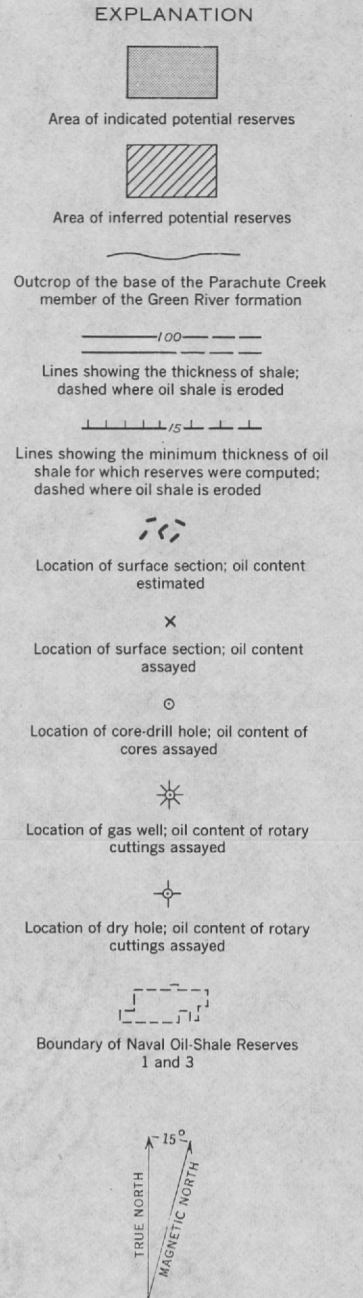 EXPLANATION
Area of indicated potential reserves
Area of inferred potential reserves
Outcrop of the base of the Parachute Creek
member of the Green River formation
100
Lines showing the thickness of shale;
dashed where oil shale is eroded
15
Lines showing the minimum thickness of oil
shale for which reserves were computed;
dashed where oil shale is eroded
Location of surface section; oil content
estimated
Location of surface section; oil content
assayed
Location of core-drill hole; oil content of
cores assayed
Location of gas well; oil content of rotary
cuttings assayed
Location of dry hole; oil content of rotary
cuttings assayed
Boundary of Naval Oil-Shale Reserves
1 and 3
15°
TRUE NORTH
MAGNETIC NORTH